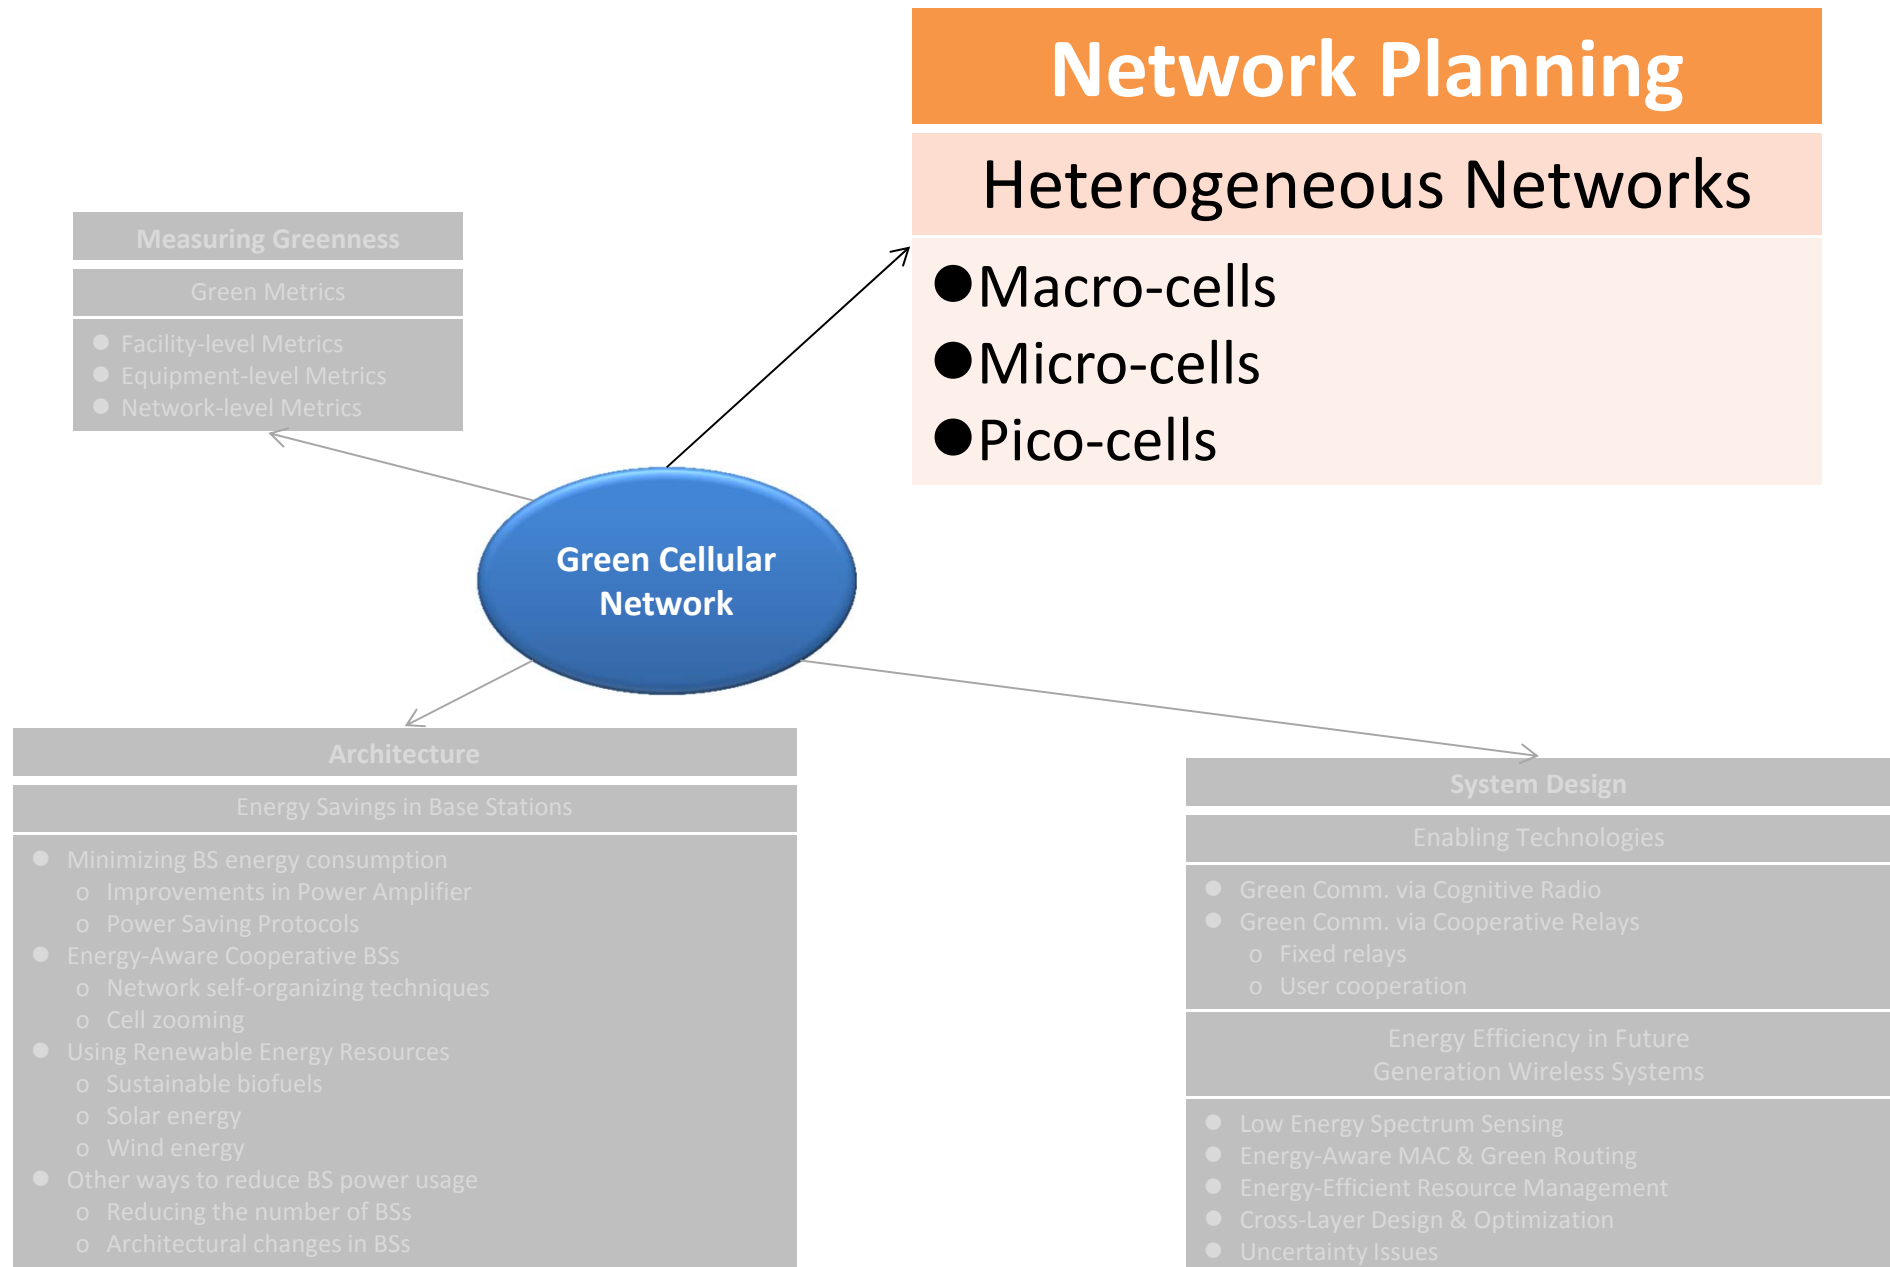 Network Planning
Heterogeneous Networks
●Macro-cells
●Micro-cells
●Pico-cells
Measuring Greenness
Green Metrics
● Facility-level Metrics
● Equipment-level Metrics
● Network-level Metrics
Green Cellular
Network
Architecture
Energy Savings in Base Stations
● Minimizing BS energy consumption
o Improvements in Power Amplifier
o Power Saving Protocols
● Energy-Aware Cooperative BSs
o Network self-organizing techniques
o Cell zooming
● Using Renewable Energy Resources
o Sustainable biofuels
o Solar energy
o Wind energy
● Other ways to reduce BS power usage
o Reducing the number of BSs
o Architectural changes in BSs
System Design
Enabling Technologies
● Green Comm. via Cognitive Radio
● Green Comm. via Cooperative Relays
o Fixed relays
o User cooperation
Energy Efficiency in Future
Generation Wireless Systems
● Low Energy Spectrum Sensing
● Energy-Aware MAC & Green Routing
● Energy-Efficient Resource Management
● Cross-Layer Design & Optimization
● Uncertainty Issues